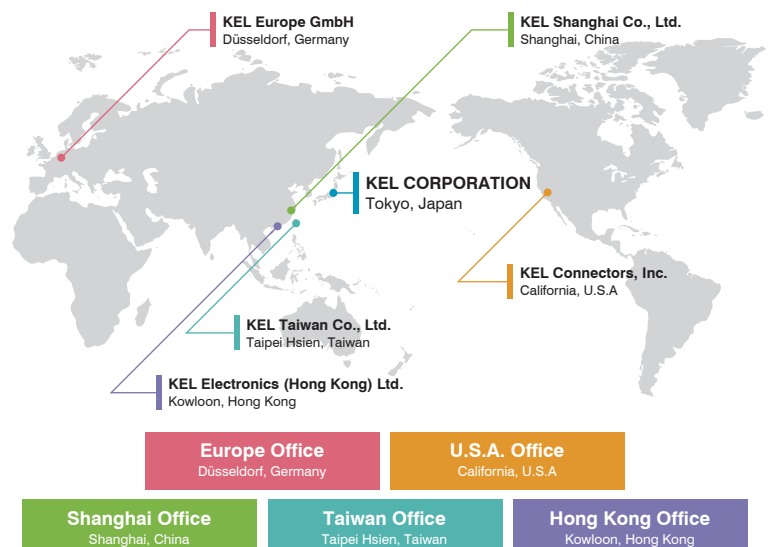 KEL Europe GmbH
Düsseldorf, Germany
KEL Shanghai Co., Ltd.
Shanghai, China
KEL CORPORATION
Tokyo, Japan
KEL Connectors, Inc.
California, U.S.A
KEL Taiwan Co., Ltd.
Taipei Hsien, Taiwan
KEL Electronics (Hong Kong) Ltd.
Kowloon, Hong Kong
Europe Office
Düsseldorf, Germany
U.S.A. Office
California, U.S.A
Shanghai Office
Shanghai, China
Taiwan Office
Taipei Hsien, Taiwan
Hong Kong Office
Kowloon, Hong Kong